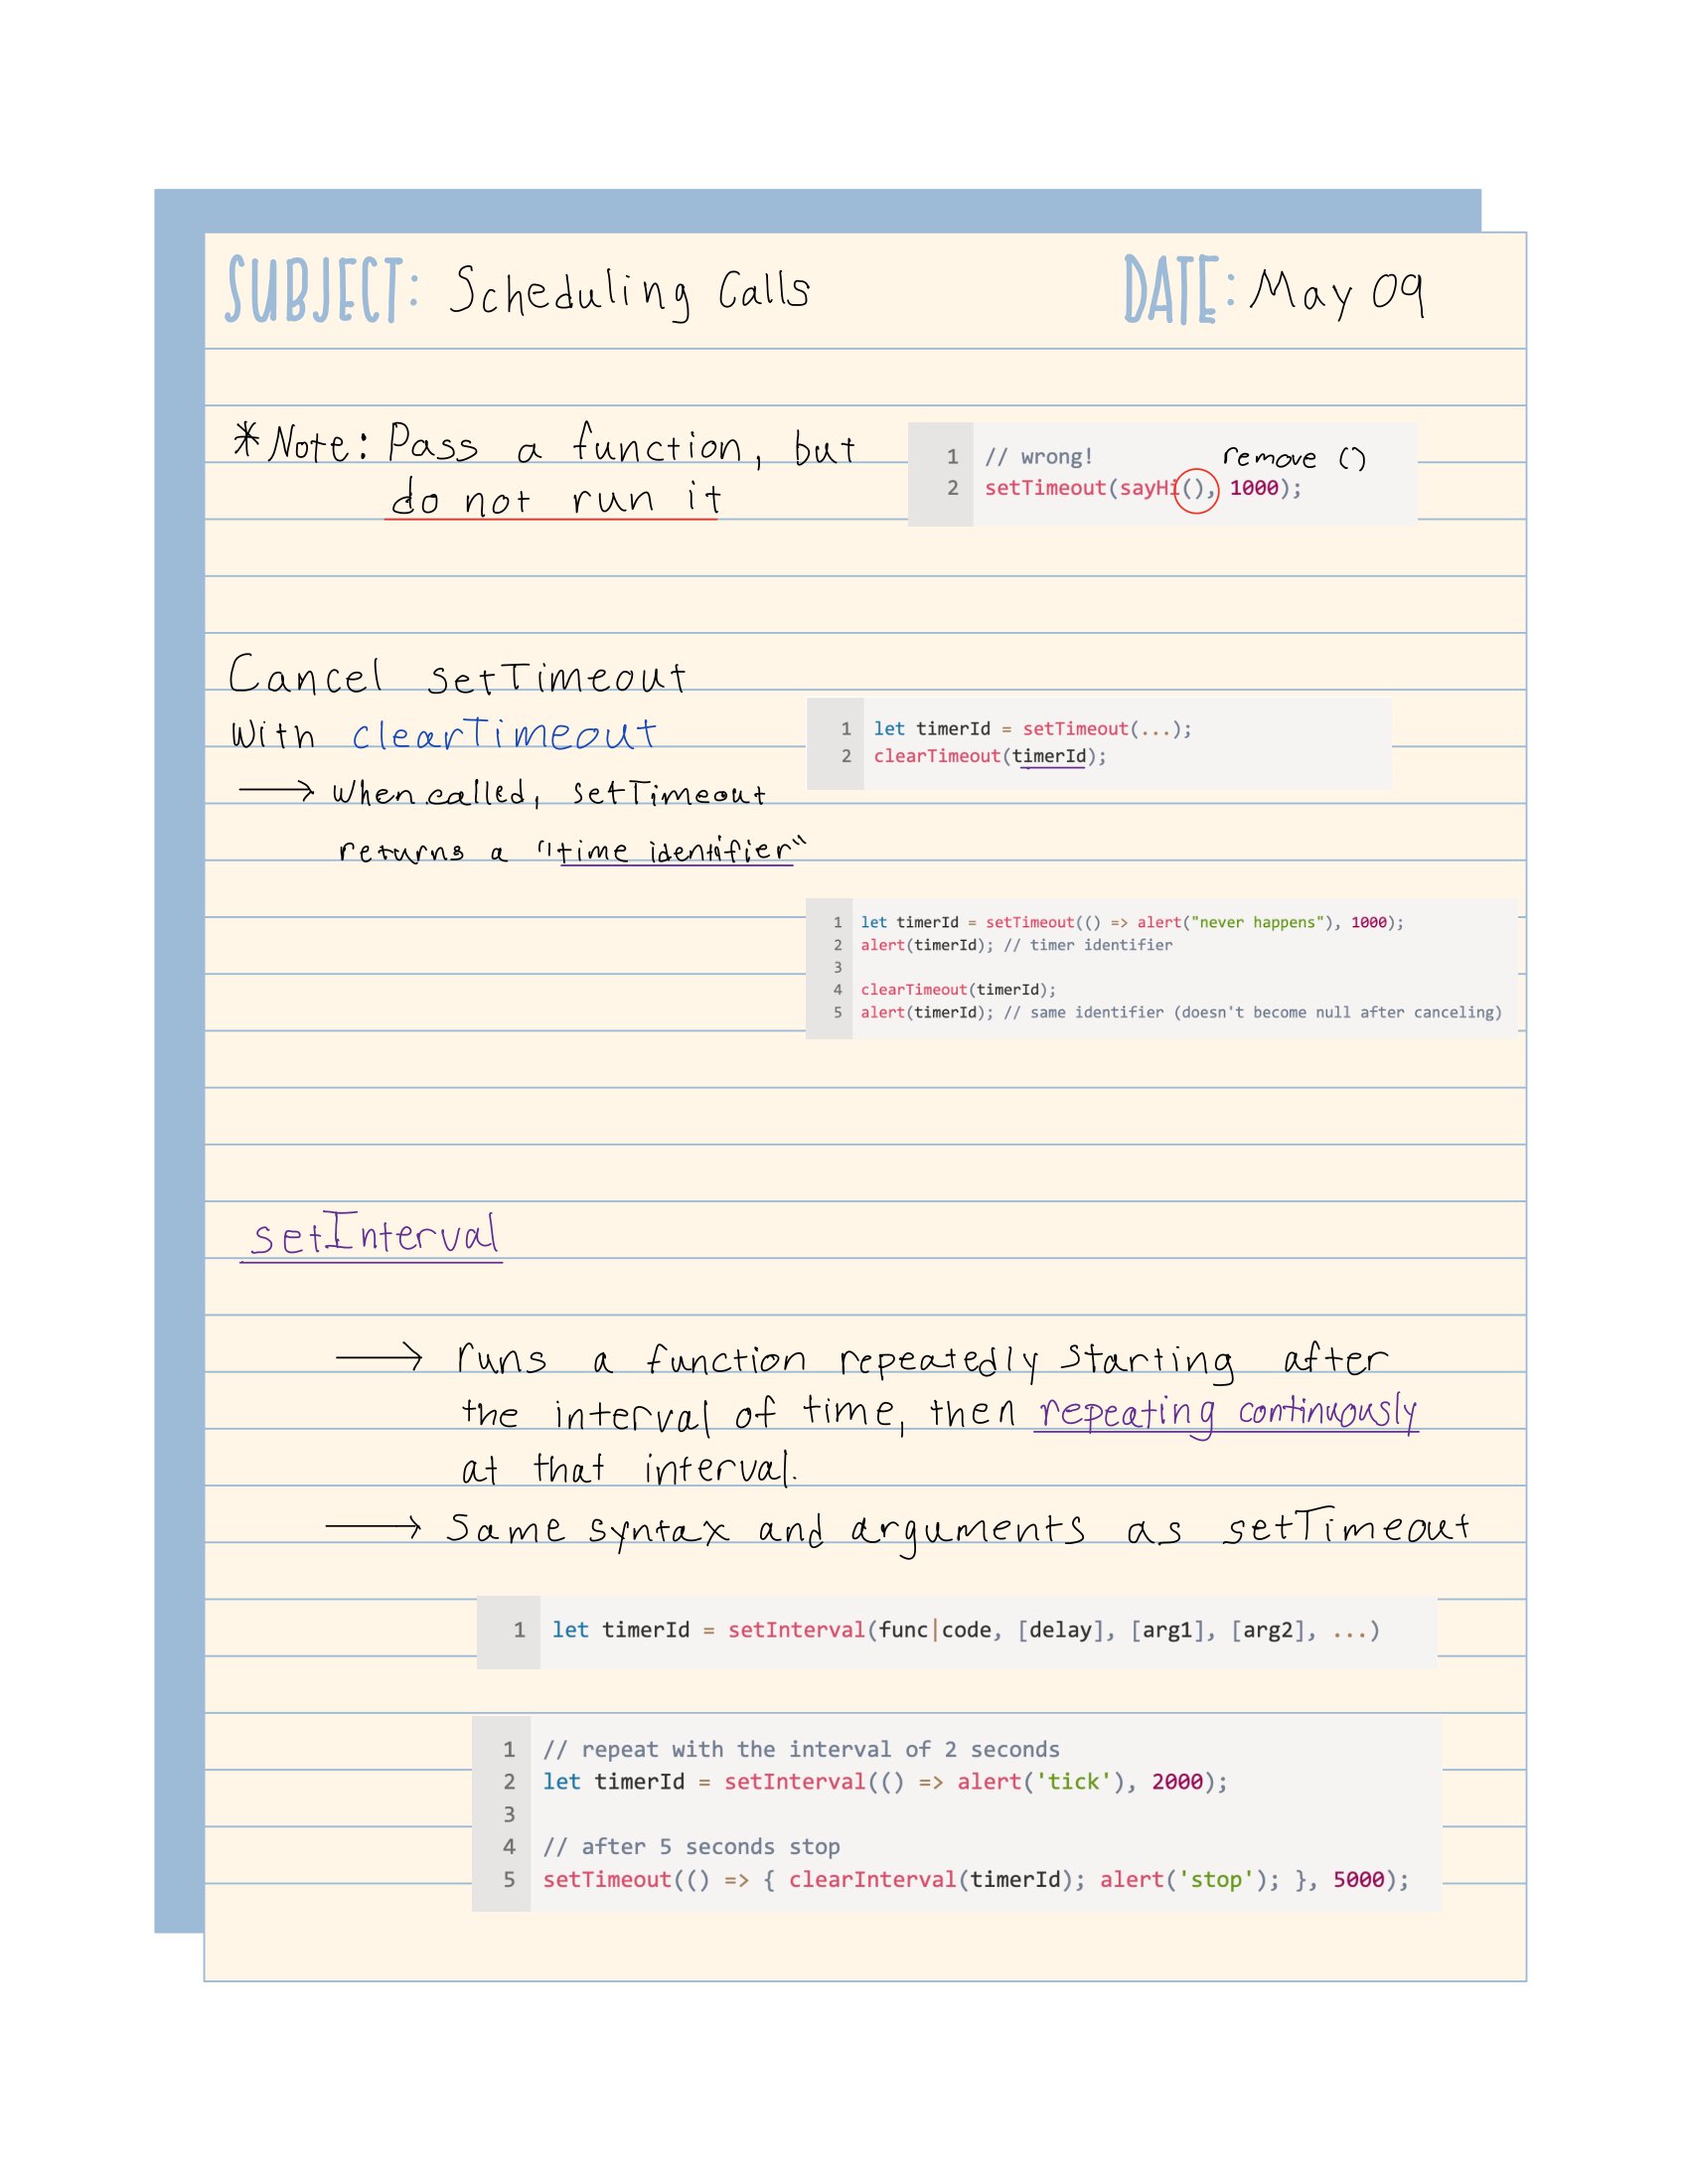 SUBJECT: Scheduling Calls
DATE: May 09
*Note: Pass a function, but
do not run it
1 // wrong! remove ()
2 setTimeout(sayHi(), 1000);
Cancel setTimeout
with clearTimeout
→ When called, setTimeout
returns a "time identifier"
1 let timerId = setTimeout(...);
2 clearTimeout(timerId);
1 let timerId = setTimeout(() => alert("never happens"), 1000);
2 alert(timerId); // timer identifier
3
4 clearTimeout(timerId);
5 alert(timerId); // same identifier (doesn't become null after canceling)
setInterval
→ runs a function repeatedly starting after
the interval of time, then repeating continuously
at that interval.
→ Same syntax and arguments as setTimeout
1 let timerId = setInterval(func|code, [delay], [arg1], [arg2], ...)
1 // repeat with the interval of 2 seconds
2 let timerId = setInterval(() => alert('tick'), 2000);
3
4 // after 5 seconds stop
5 setTimeout(() => { clearInterval(timerId); alert('stop'); }, 5000);